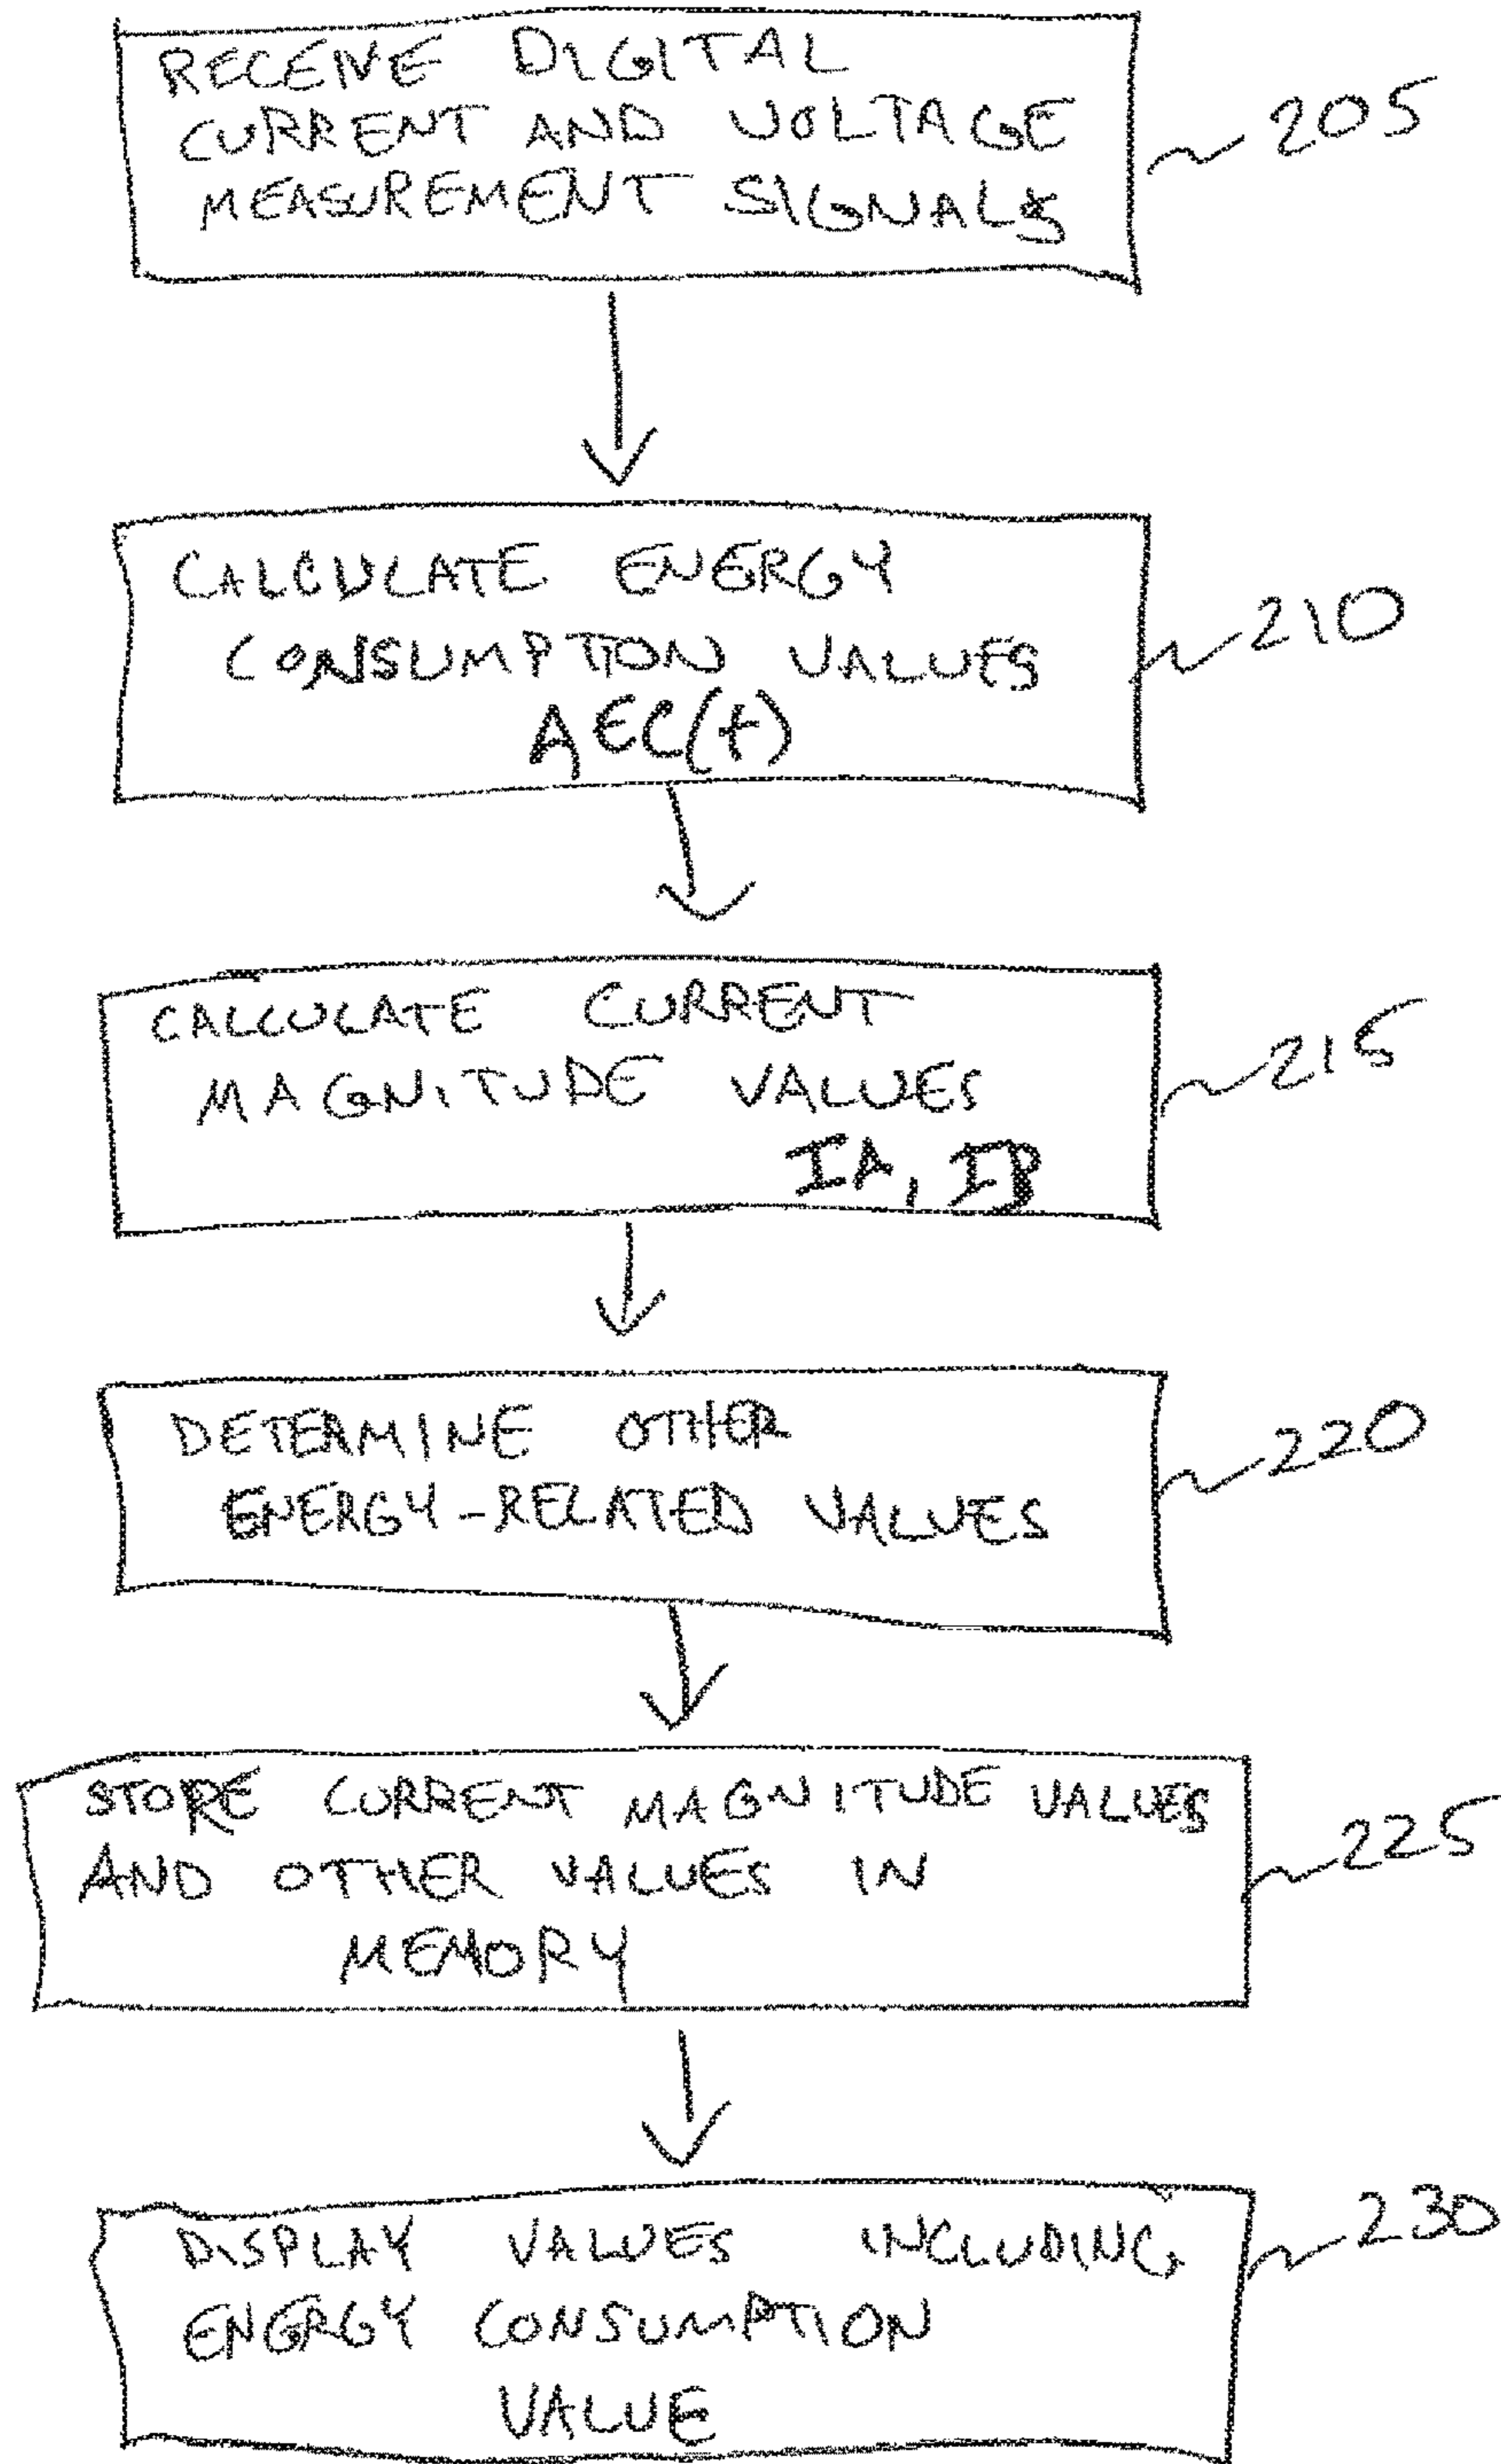 RECEIVE DIGITAL
CURRENT AND VOLTAGE
MEASUREMENT SIGNALS
205
CALCULATE ENERGY
CONSUMPTION VALUES
AEC(t)
210
CALCULATE CURRENT
MAGNITUDE VALUES
IA, IB
215
DETERMINE OTHER
ENERGY-RELATED VALUES
220
STORE CURRENT MAGNITUDE VALUES
AND OTHER VALUES IN
MEMORY
225
DISPLAY VALUES INCLUDING
ENERGY CONSUMPTION
VALUE
230